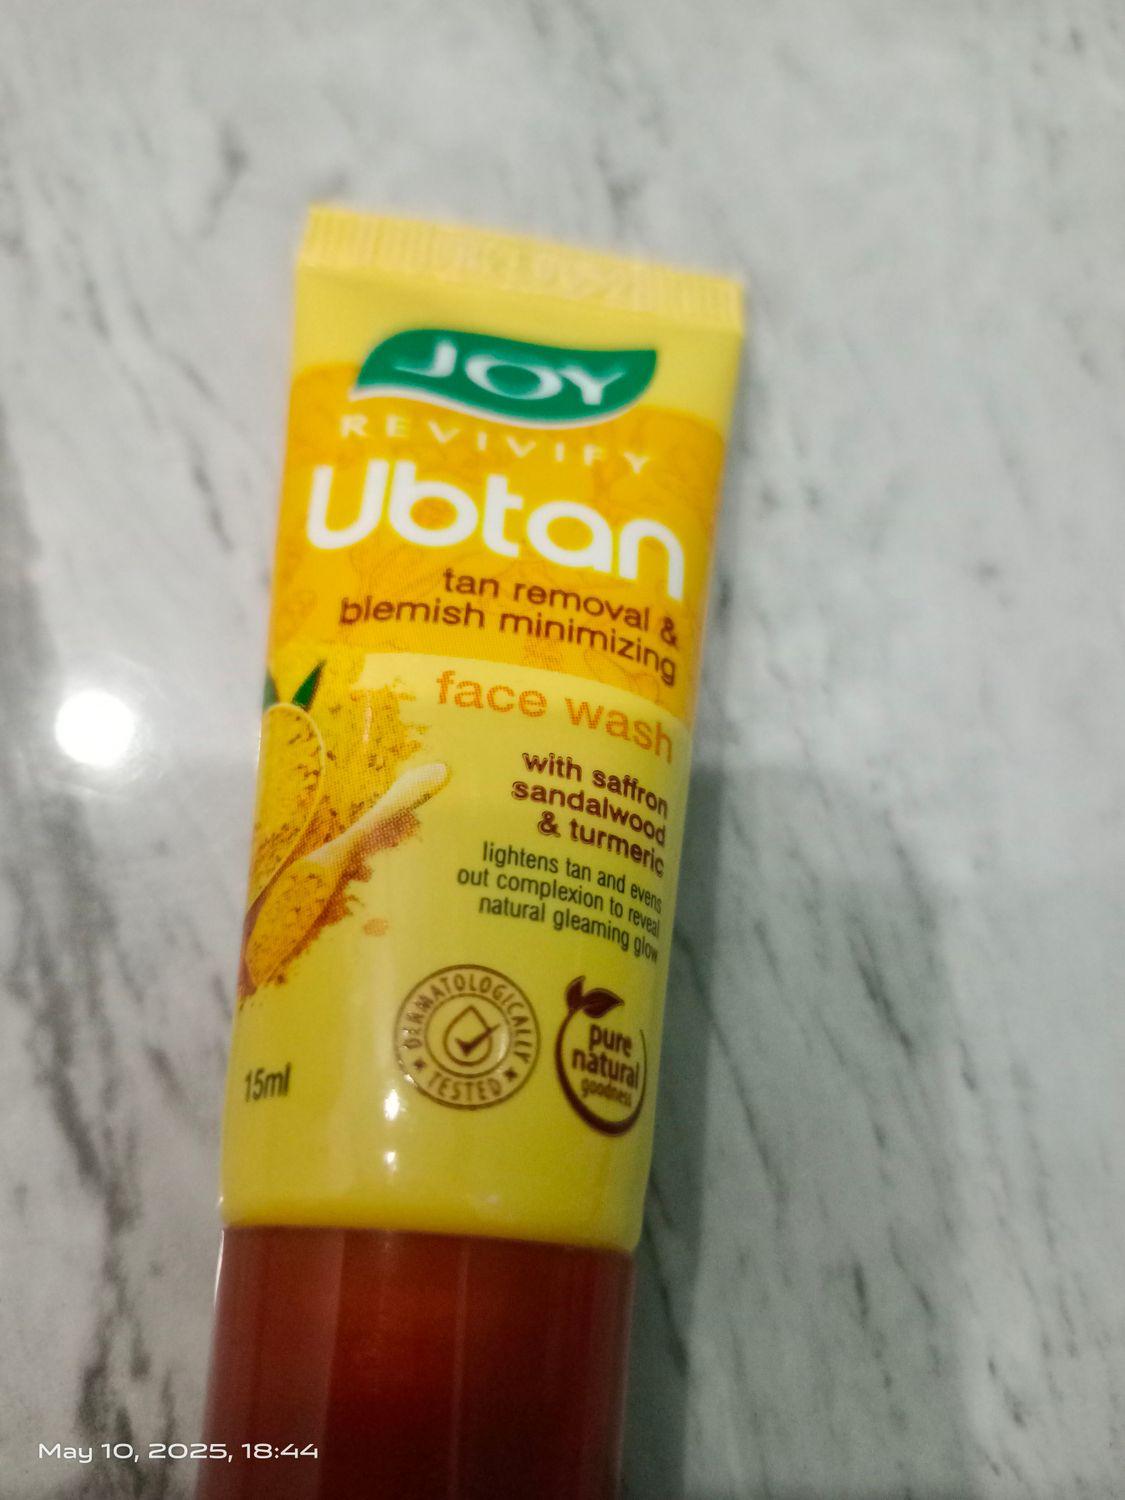 JOY
REVIVIFY
Ubtan
tan removal &
blemish minimizing
face wash
with saffron
sandalwood
& turmeric
lightens tan and evens
out complexion to reveal
natural gleaming glow
DERMATOLOGICALLY
TESTED
pure
natural
goodness
15ml
May 10, 2025, 18:44